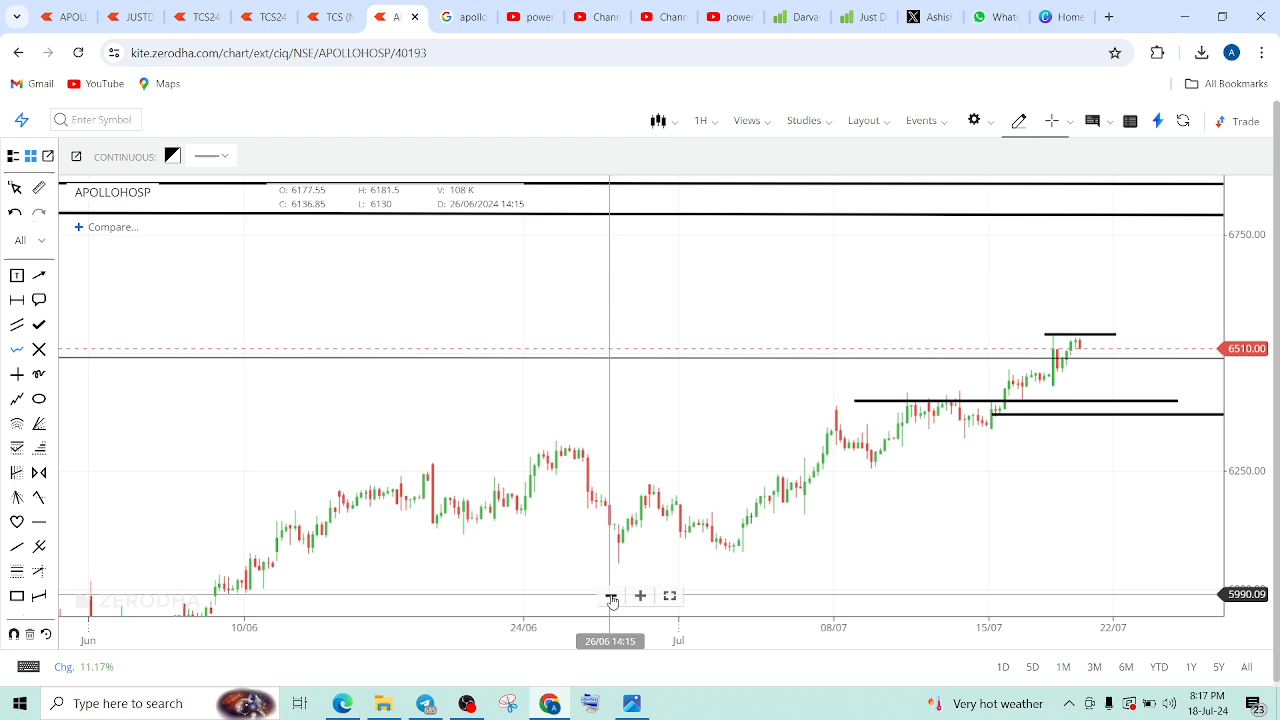 APOLI
JUSTD
TCS24
TCS
TCS
A
apollo
power
Chann
Chann
power
Darva
Just D
Ashis
What
Home
kite.zerodha.com/chart/ext/ciq/NSE/APOLLOHOSP/40193
A
Gmail
YouTube
Maps
All Bookmarks
Enter Symbol
1H
Views
Studies
Layout
Events
Trade
CONTINUOUS:
APOLLOHOSP
O: 6177.55
H: 6181.5
V: 108 K
C: 6136.85
L: 6130
D: 26/06/2024 14:15
Compare...
All
6750.00
6510.00
6250.00
5990.09
ZERODHA
10/06
24/06
08/07
15/07
22/07
Jun
26/06 14:15
Jul
Chg. 11.17%
1D
5D
1M
3M
6M
YTD
1Y
5Y
All
Type here to search
Very hot weather
8:17 PM
18-Jul-24
23